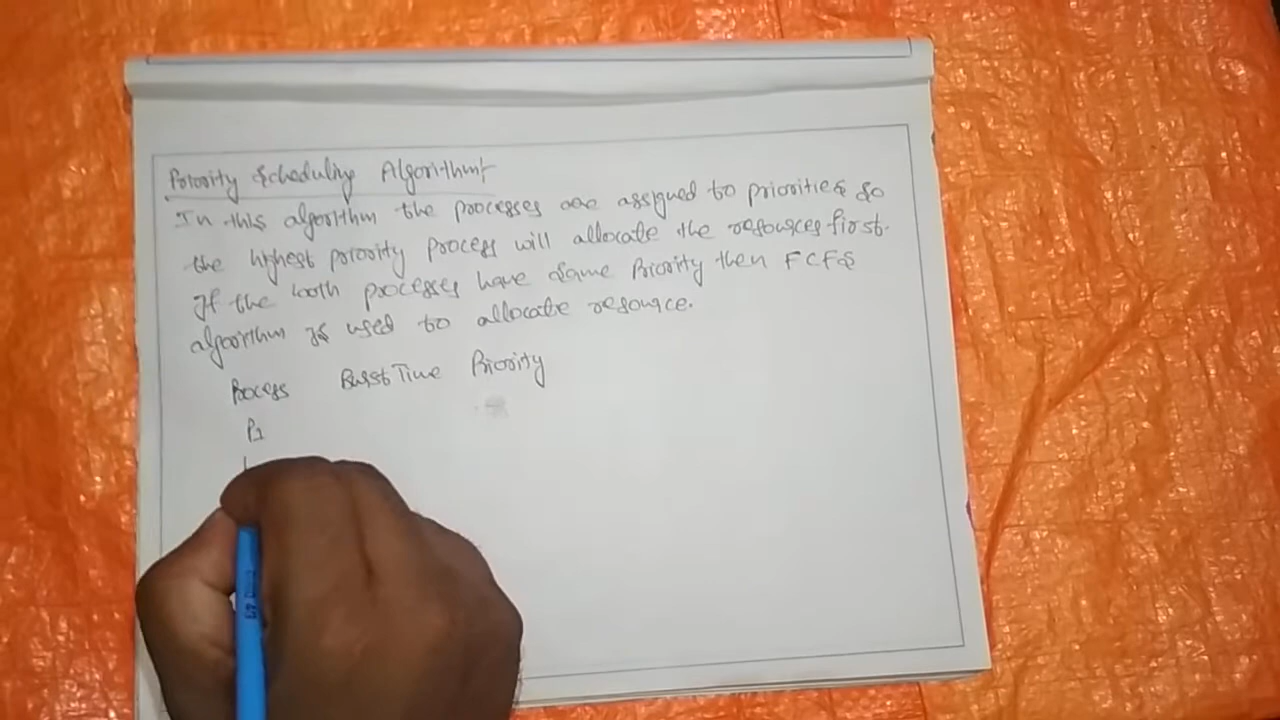 Priority Scheduling Algorithm:
In this algorithm the processes are assigned to priorities so
the highest priority process will allocate the resources first.
If the both processes have same Priority then FCFS
algorithm is used to allocate resource.
Process Burst Time Priority
P1